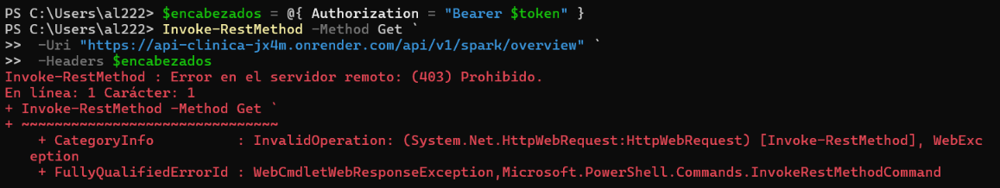 PS C:\Users\al222> $encabezados = @{ Authorization = "Bearer $token" }
PS C:\Users\al222> Invoke-RestMethod -Method Get `
>>  -Uri "https://api-clinica-jx4m.onrender.com/api/v1/spark/overview" `
>>  -Headers $encabezados
Invoke-RestMethod : Error en el servidor remoto: (403) Prohibido.
En línea: 1 Carácter: 1
+ Invoke-RestMethod -Method Get `
+ ~~~~~~~~~~~~~~~~~~~~~~~~~~~~~~~
    + CategoryInfo          : InvalidOperation: (System.Net.HttpWebRequest:HttpWebRequest) [Invoke-RestMethod], WebExc
   eption
    + FullyQualifiedErrorId : WebCmdletWebResponseException,Microsoft.PowerShell.Commands.InvokeRestMethodCommand